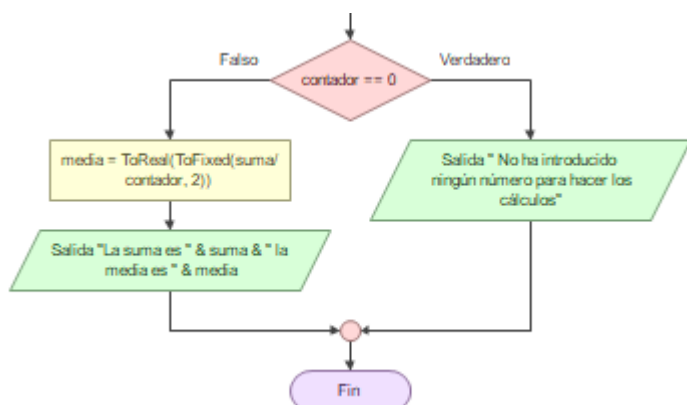 Falso
Verdadero
contador == 0
media = ToReal(ToFixed(suma/
contador, 2))
Salida " No ha introducido
ningún número para hacer los
cálculos"
Salida "La suma es " & suma & " la
media es " & media
Fin